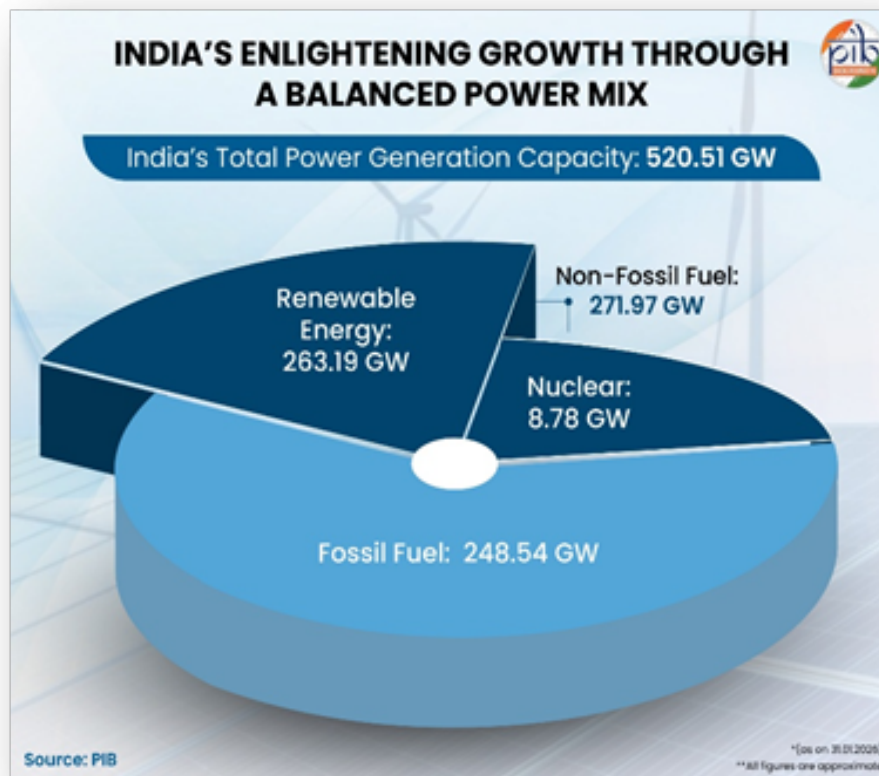 INDIA'S ENLIGHTENING GROWTH THROUGH
A BALANCED POWER MIX
pib
India's Total Power Generation Capacity: 520.51 GW
Renewable
Energy:
263.19 GW
Non-Fossil Fuel:
271.97 GW
Nuclear:
8.78 GW
Fossil Fuel: 248.54 GW
Source: PIB
*(as on 31.01.2026)
**All figures are approximate